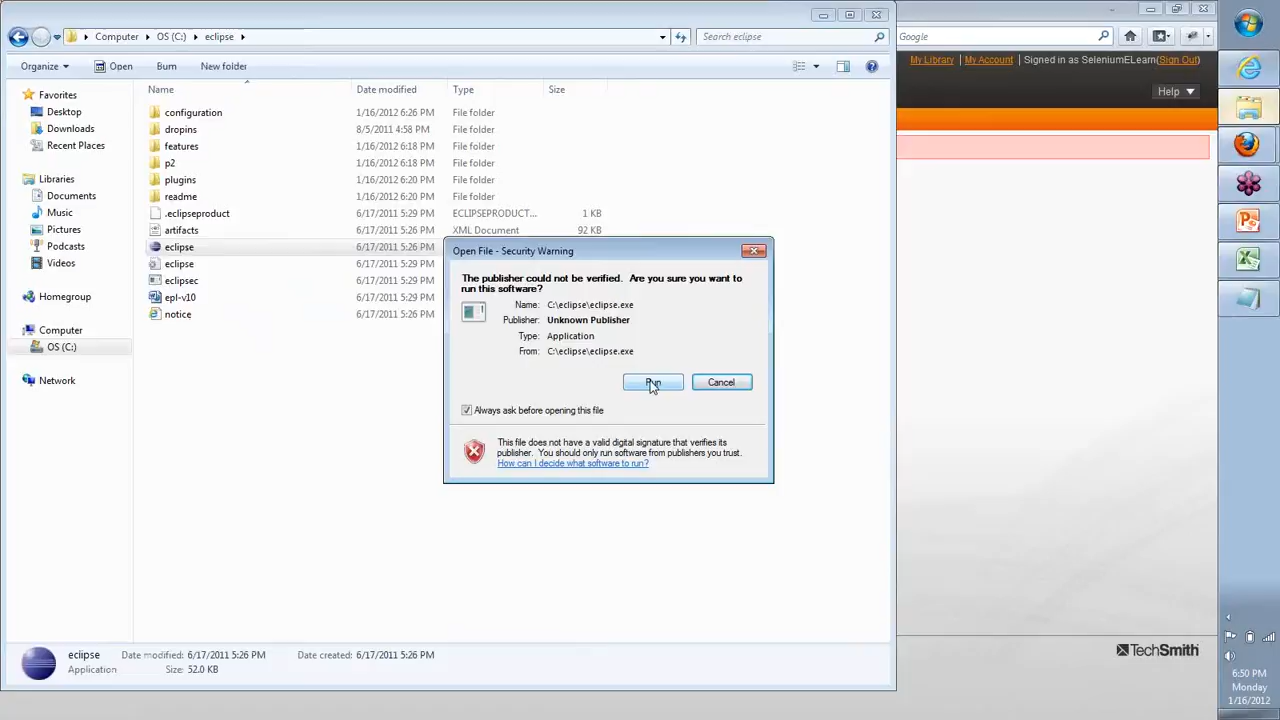 Computer OS (C:) eclipse
Search eclipse
Google
Organize Open Burn New folder
My Library My Account Signed in as SeleniumELearn(Sign Out)
Help
Name Date modified Type Size
Favorites
Desktop
Downloads
Recent Places
Libraries
Documents
Music
Pictures
Podcasts
Videos
Homegroup
Computer
OS (C:)
Network
configuration 1/16/2012 6:26 PM File folder
dropins 8/5/2011 4:58 PM File folder
features 1/16/2012 6:18 PM File folder
p2 1/16/2012 6:18 PM File folder
plugins 1/16/2012 6:20 PM File folder
readme 1/16/2012 6:20 PM File folder
.eclipseproduct 6/17/2011 5:29 PM ECLIPSEPRODUCT... 1 KB
artifacts 6/17/2011 5:29 PM XML Document 92 KB
eclipse 6/17/2011 5:26 PM
eclipse 6/17/2011 5:29 PM
eclipsec 6/17/2011 5:26 PM
epl-v10 6/17/2011 5:29 PM
notice 6/17/2011 5:26 PM
Open File - Security Warning
The publisher could not be verified. Are you sure you want to
run this software?
Name: C:\eclipse\eclipse.exe
Publisher: Unknown Publisher
Type: Application
From: C:\eclipse\eclipse.exe
Run Cancel
Always ask before opening this file
This file does not have a valid digital signature that verifies its
publisher. You should only run software from publishers you trust.
How can I decide what software to run?
eclipse Date modified: 6/17/2011 5:26 PM Date created: 6/17/2011 5:26 PM
Application Size: 52.0 KB
TechSmith
6:50 PM
Monday
1/16/2012